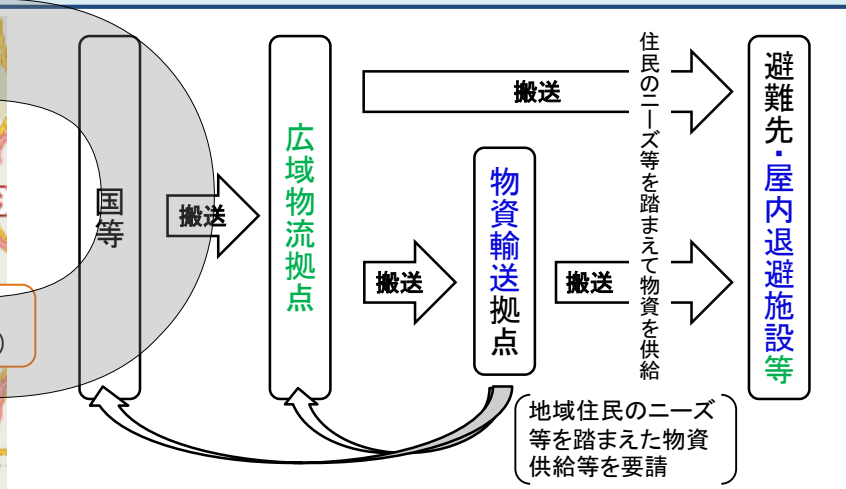 国等
搬送
広域物流拠点
搬送
搬送
物資輸送拠点
搬送
住民のニーズ等を踏まえて物資を供給
避難先・屋内退避施設等
地域住民のニーズ
等を踏まえた物資
供給等を要請
)